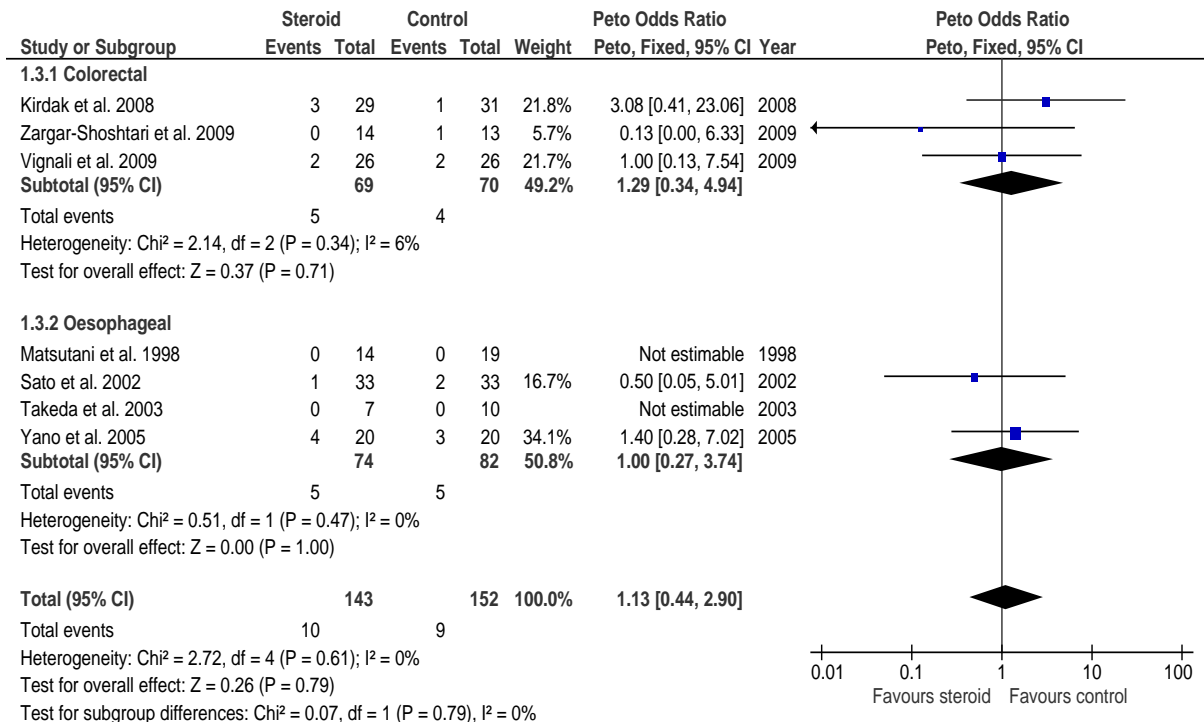 Steroid Control Peto Odds Ratio Peto Odds Ratio
Study or Subgroup Events Total Events Total Weight Peto, Fixed, 95% CI Year Peto, Fixed, 95% CI
1.3.1 Colorectal
Kirdak et al. 2008 3 29 1 31 21.8% 3.08 [0.41, 23.06] 2008
Zargar-Shoshtari et al. 2009 0 14 1 13 5.7% 0.13 [0.00, 6.33] 2009
Vignali et al. 2009 2 26 2 26 21.7% 1.00 [0.13, 7.54] 2009
Subtotal (95% CI) 69 70 49.2% 1.29 [0.34, 4.94]
Total events 5 4
Heterogeneity: Chi² = 2.14, df = 2 (P = 0.34); I² = 6%
Test for overall effect: Z = 0.37 (P = 0.71)
1.3.2 Oesophageal
Matsutani et al. 1998 0 14 0 19 Not estimable 1998
Sato et al. 2002 1 33 2 33 16.7% 0.50 [0.05, 5.01] 2002
Takeda et al. 2003 0 7 0 10 Not estimable 2003
Yano et al. 2005 4 20 3 20 34.1% 1.40 [0.28, 7.02] 2005
Subtotal (95% CI) 74 82 50.8% 1.00 [0.27, 3.74]
Total events 5 5
Heterogeneity: Chi² = 0.51, df = 1 (P = 0.47); I² = 0%
Test for overall effect: Z = 0.00 (P = 1.00)
Total (95% CI) 143 152 100.0% 1.13 [0.44, 2.90]
Total events 10 9
Heterogeneity: Chi² = 2.72, df = 4 (P = 0.61); I² = 0%
Test for overall effect: Z = 0.26 (P = 0.79)
Test for subgroup differences: Chi² = 0.07, df = 1 (P = 0.79), I² = 0%
0.01 0.1 1 10 100
Favours steroid Favours control